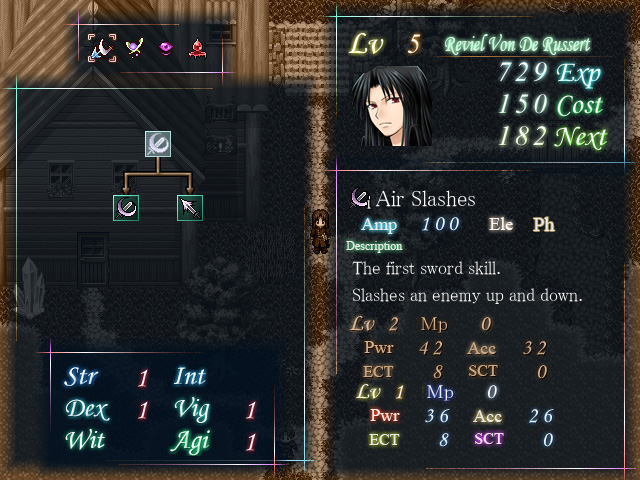 Lv 5 Reviel Von De Russert
729 Exp
150 Cost
182 Next
Air Slashes
Amp 100 Ele Ph
Description
The first sword skill.
Slashes an enemy up and down.
Lv 2 Mp 0
Pwr 42 Acc 32
ECT 8 SCT 0
Lv 1 Mp 0
Pwr 36 Acc 26
ECT 8 SCT 0
Str 1 Int
Dex 1 Vig 1
Wit Agi 1